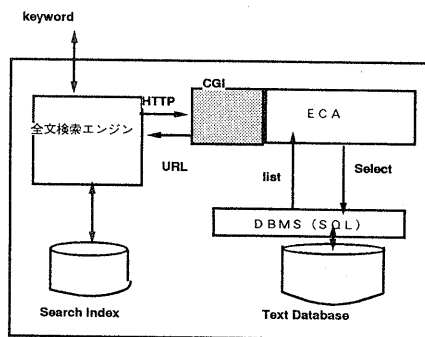 keyword
CGI
HTTP
ECA
全文検索エンジン
URL
list
Select
DBMS (SQL)
Search Index
Text Database